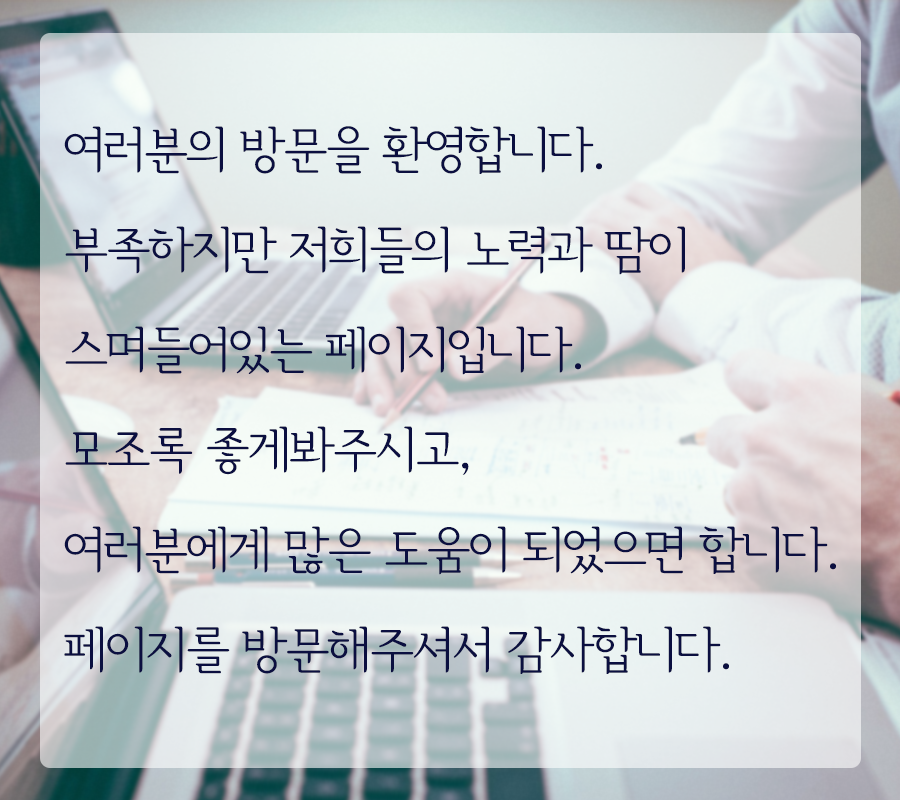 여러분의 방문을 환영합니다.
부족하지만 저희들의 노력과 땀이
스며들어있는 페이지입니다.
모조록 좋게봐주시고,
여러분에게 많은 도움이 되었으면 합니다.
페이지를 방문해주셔서 감사합니다.